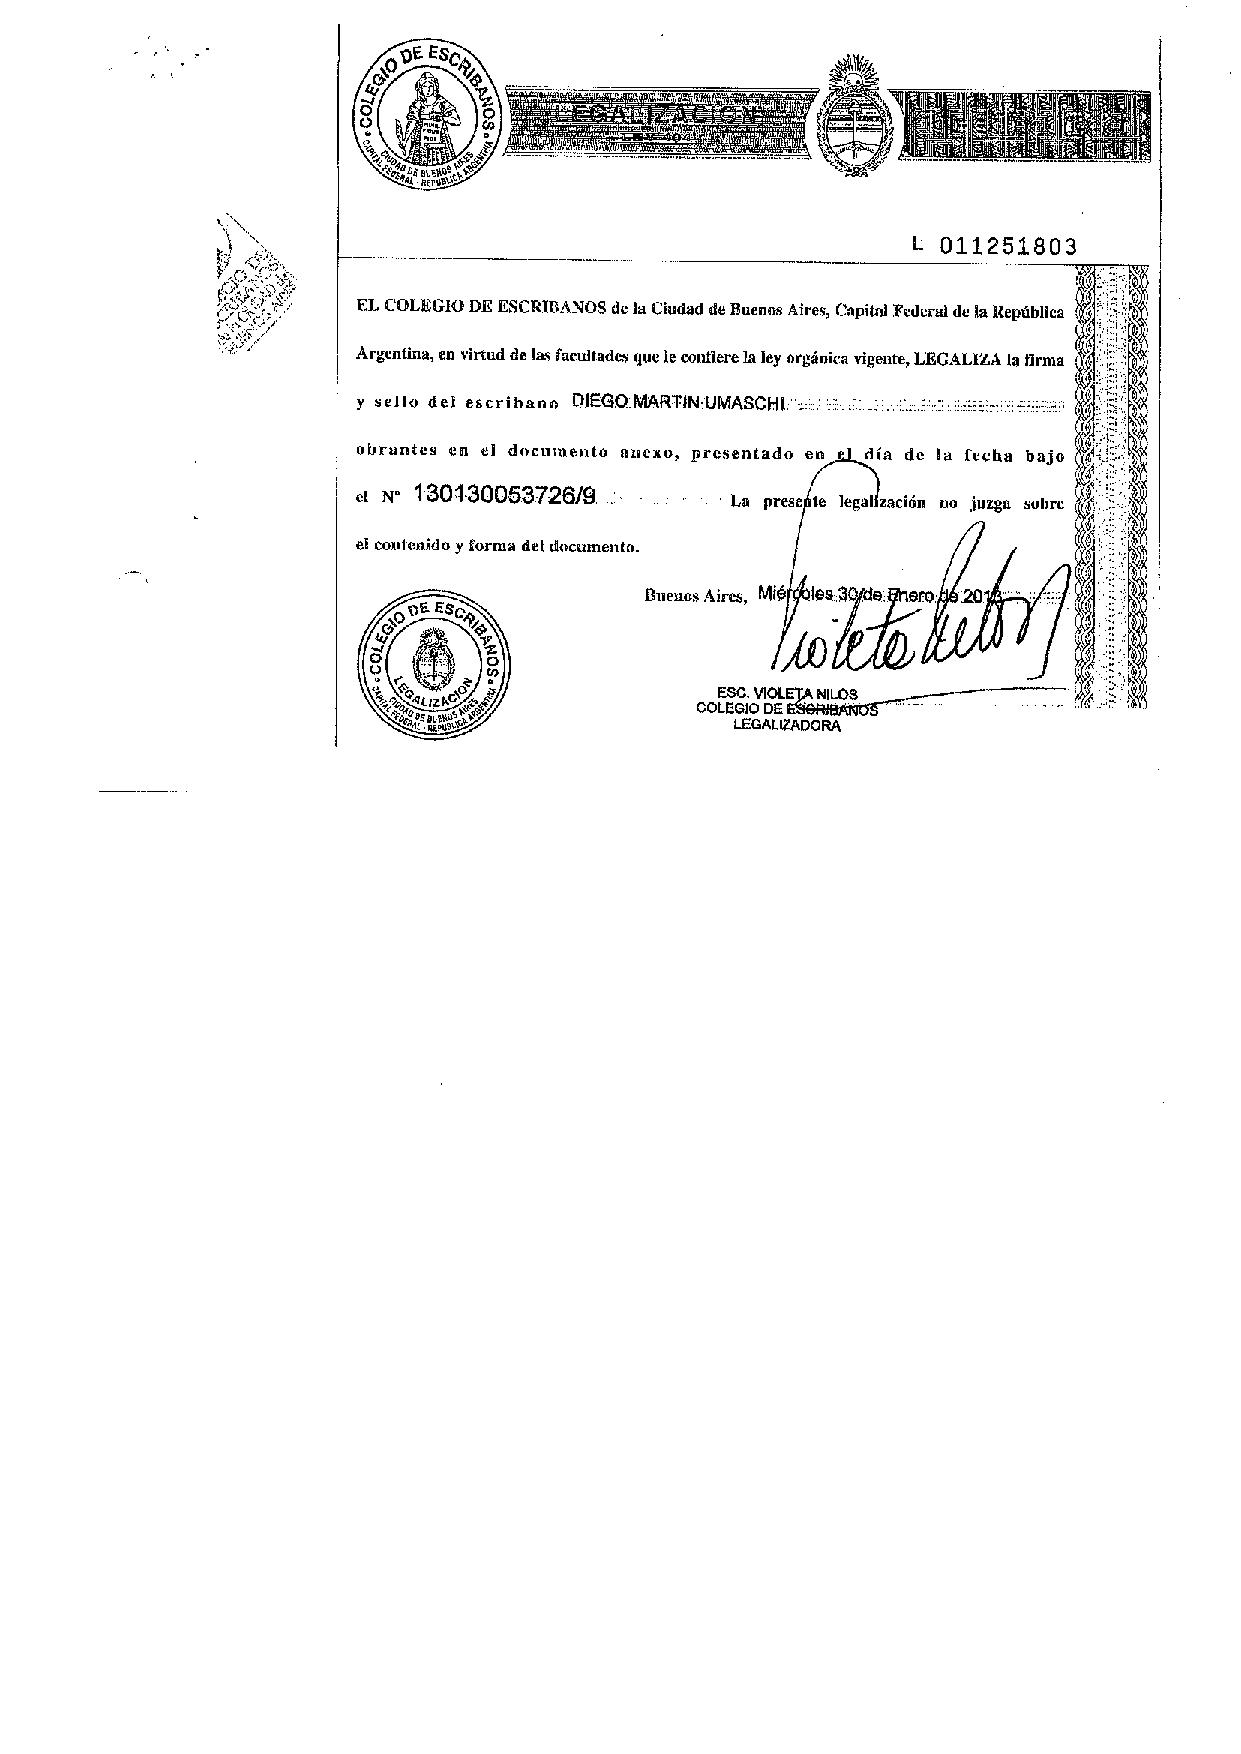 COLEGIO DE ESCRIBANOS
CIUDAD DE BUENOS AIRES
CAPITAL FEDERAL - REPUBLICA ARGENTINA
LEGALIZACION
L 011251803
EL COLEGIO DE ESCRIBANOS de la Ciudad de Buenos Aires, Capital Federal de la República
Argentina, en virtud de las facultades que le confiere la ley orgánica vigente, LEGALIZA la firma
y sello del escribano DIEGO MARTIN UMASCHI
obrantes en el documento anexo, presentado en el día de la fecha bajo
el N° 130130053726/9 La presente legalización no juzga sobre
el contenido y forma del documento.
Buenos Aires, Miércoles 30 de Enero de 2013
COLEGIO DE ESCRIBANOS
LEGALIZACION
CIUDAD DE BUENOS AIRES
CAPITAL FEDERAL - REPUBLICA ARGENTINA
ESC. VIOLETA NILOS
COLEGIO DE ESCRIBANOS
LEGALIZADORA